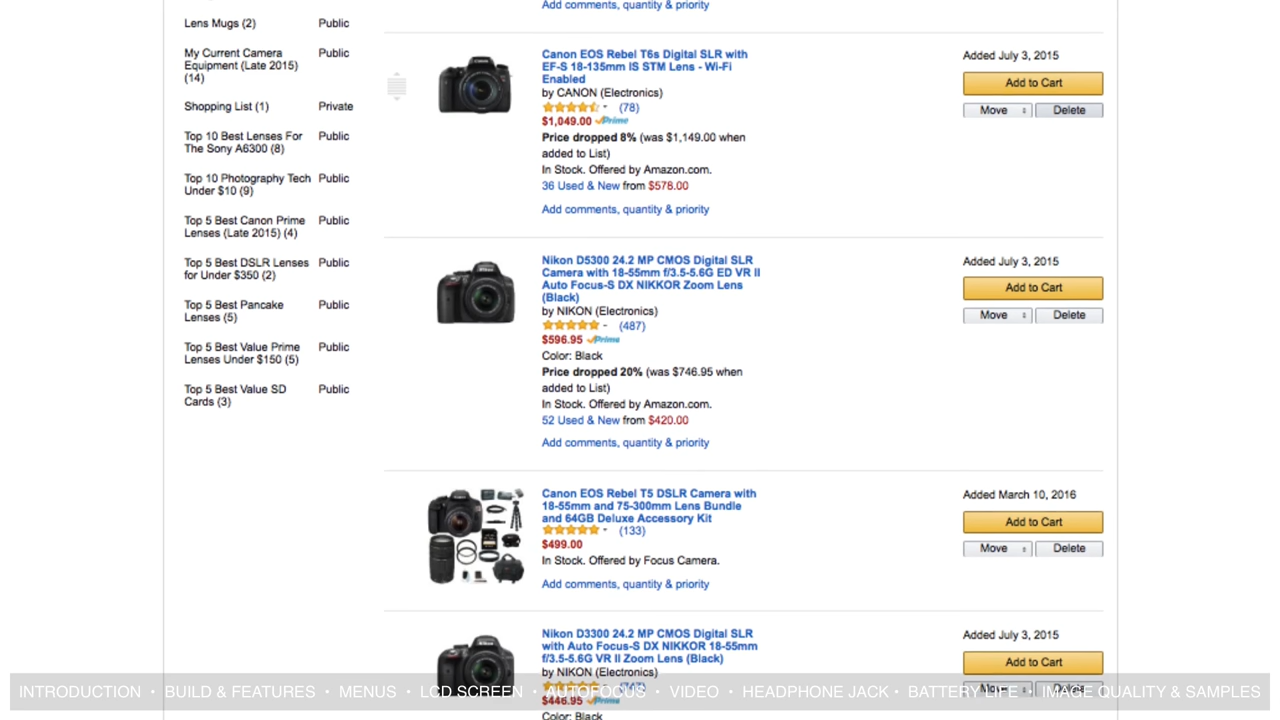 Add comments, quantity & priority
Lens Mugs (2) Public
My Current Camera Equipment (Late 2015) (14) Public
Shopping List (1) Private
Top 10 Best Lenses For The Sony A6300 (8) Public
Top 10 Photography Tech Under $10 (9) Public
Top 5 Best Canon Prime Lenses (Late 2015) (4) Public
Top 5 Best DSLR Lenses for Under $350 (2) Public
Top 5 Best Pancake Lenses (5) Public
Top 5 Best Value Prime Lenses Under $150 (5) Public
Top 5 Best Value SD Cards (3) Public
Canon EOS Rebel T6s Digital SLR with
EF-S 18-135mm IS STM Lens - Wi-Fi
Enabled
by CANON (Electronics)
(78)
$1,049.00 Prime
Price dropped 8% (was $1,149.00 when
added to List)
In Stock. Offered by Amazon.com.
36 Used & New from $578.00
Add comments, quantity & priority
Added July 3, 2015
Add to Cart
Move Delete
Nikon D5300 24.2 MP CMOS Digital SLR
Camera with 18-55mm f/3.5-5.6G ED VR II
Auto Focus-S DX NIKKOR Zoom Lens
(Black)
by NIKON (Electronics)
(487)
$596.95 Prime
Color: Black
Price dropped 20% (was $746.95 when
added to List)
In Stock. Offered by Amazon.com.
52 Used & New from $420.00
Add comments, quantity & priority
Added July 3, 2015
Add to Cart
Move Delete
Canon EOS Rebel T5 DSLR Camera with
18-55mm and 75-300mm Lens Bundle
and 64GB Deluxe Accessory Kit
(133)
$499.00
In Stock. Offered by Focus Camera.
Add comments, quantity & priority
Added March 10, 2016
Add to Cart
Move Delete
Nikon D3300 24.2 MP CMOS Digital SLR
with Auto Focus-S DX NIKKOR 18-55mm
f/3.5-5.6G VR II Zoom Lens (Black)
by NIKON (Electronics)
$446.95 Prime
Color: Black
Added July 3, 2015
Add to Cart
Move Delete
INTRODUCTION • BUILD & FEATURES • MENUS • LCD SCREEN • AUTOFOCUS • VIDEO • HEADPHONE JACK • BATTERY LIFE • IMAGE QUALITY & SAMPLES